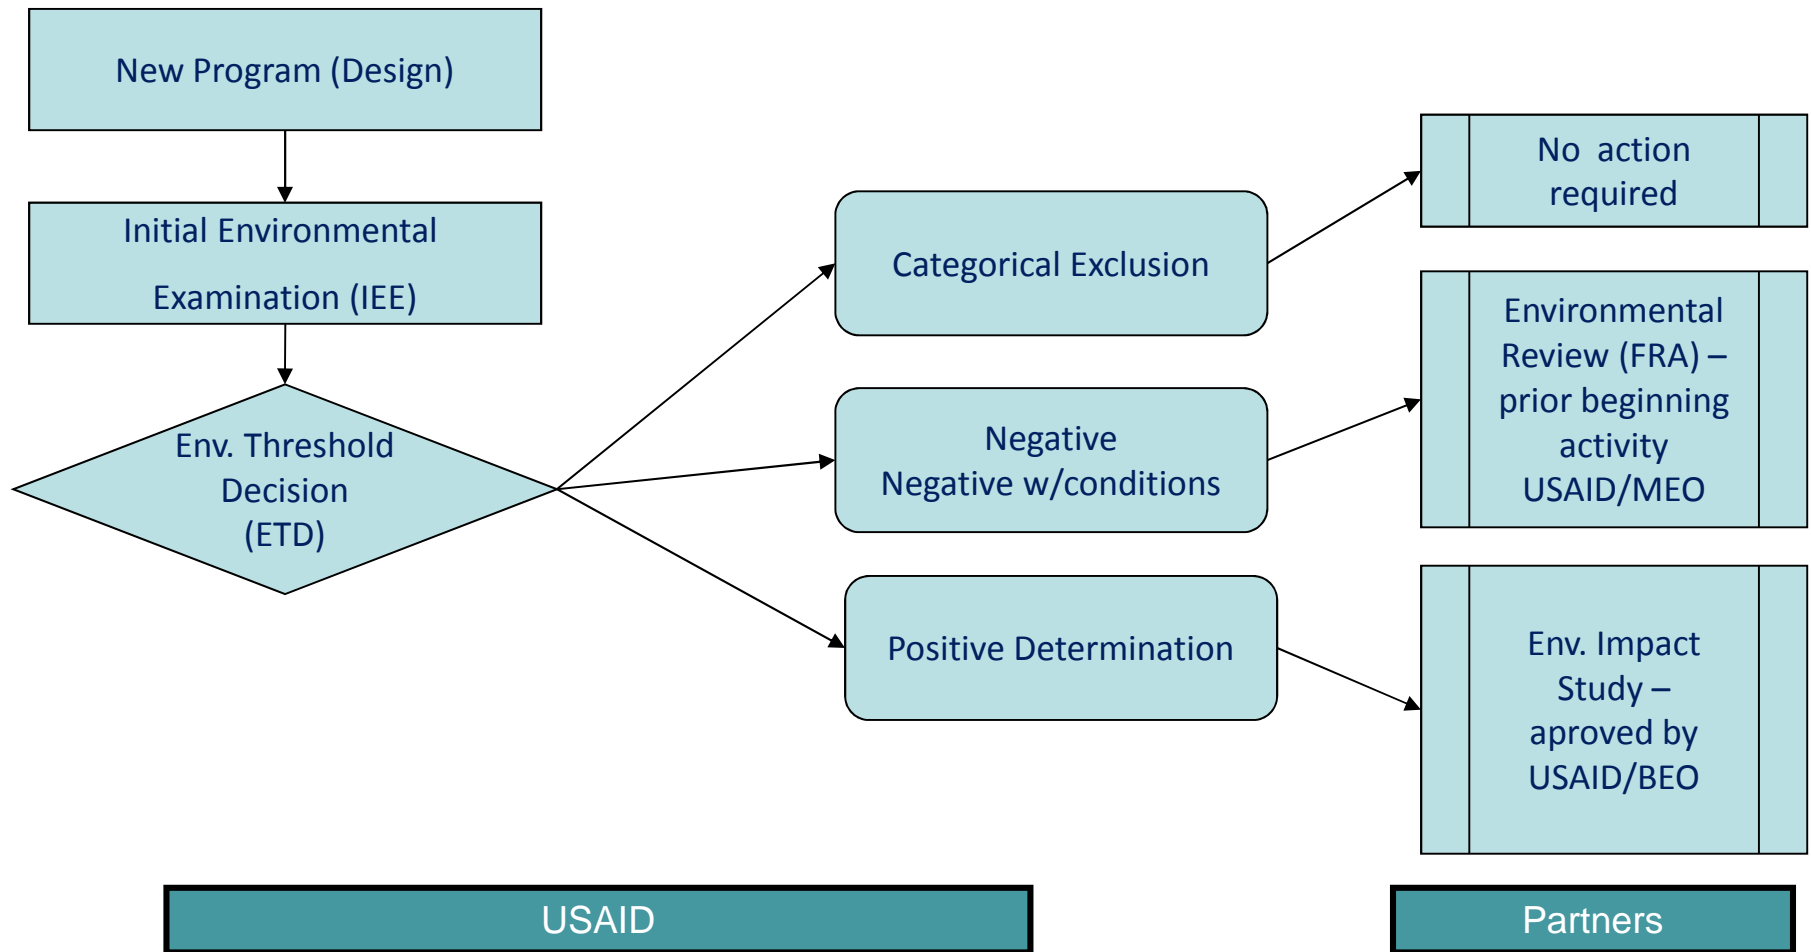 New Program (Design)
Initial Environmental
Examination (IEE)
Env. Threshold
Decision
(ETD)
Categorical Exclusion
Negative
Negative w/conditions
Positive Determination
No action
required
Environmental
Review (FRA) –
prior beginning
activity
USAID/MEO
Env. Impact
Study –
aproved by
USAID/BEO
USAID
Partners